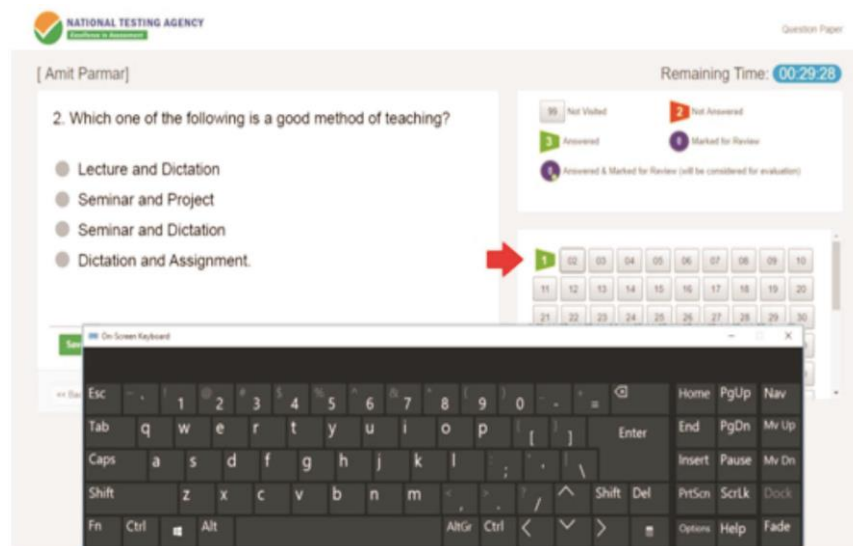 NATIONAL TESTING AGENCY
Excellence in Assessment
Question Paper
[ Amit Parmar]
Remaining Time: 00:29:28
2. Which one of the following is a good method of teaching?
Lecture and Dictation
Seminar and Project
Seminar and Dictation
Dictation and Assignment.
99 Not Visited
2 Not Answered
3 Answered
Marked for Review
Answered & Marked for Review (will be considered for evaluation)
1 02 03 04 05 06 07 08 09 10
11 12 13 14 15 16 17 18 19 20
21 22 23 24 25 26 27 28 29 30
On-Screen Keyboard
Esc 1 2 3 4 5 6 7 8 9 0 - = Home PgUp Nav
Tab q w e r t y u i o p [ ] Enter End PgDn Mv Up
Caps a s d f g h j k l ; ' \ Insert Pause Mv Dn
Shift z x c v b n m , . / Shift Del PrtScn ScrLk Dock
Fn Ctrl Alt AltGr Ctrl Options Help Fade